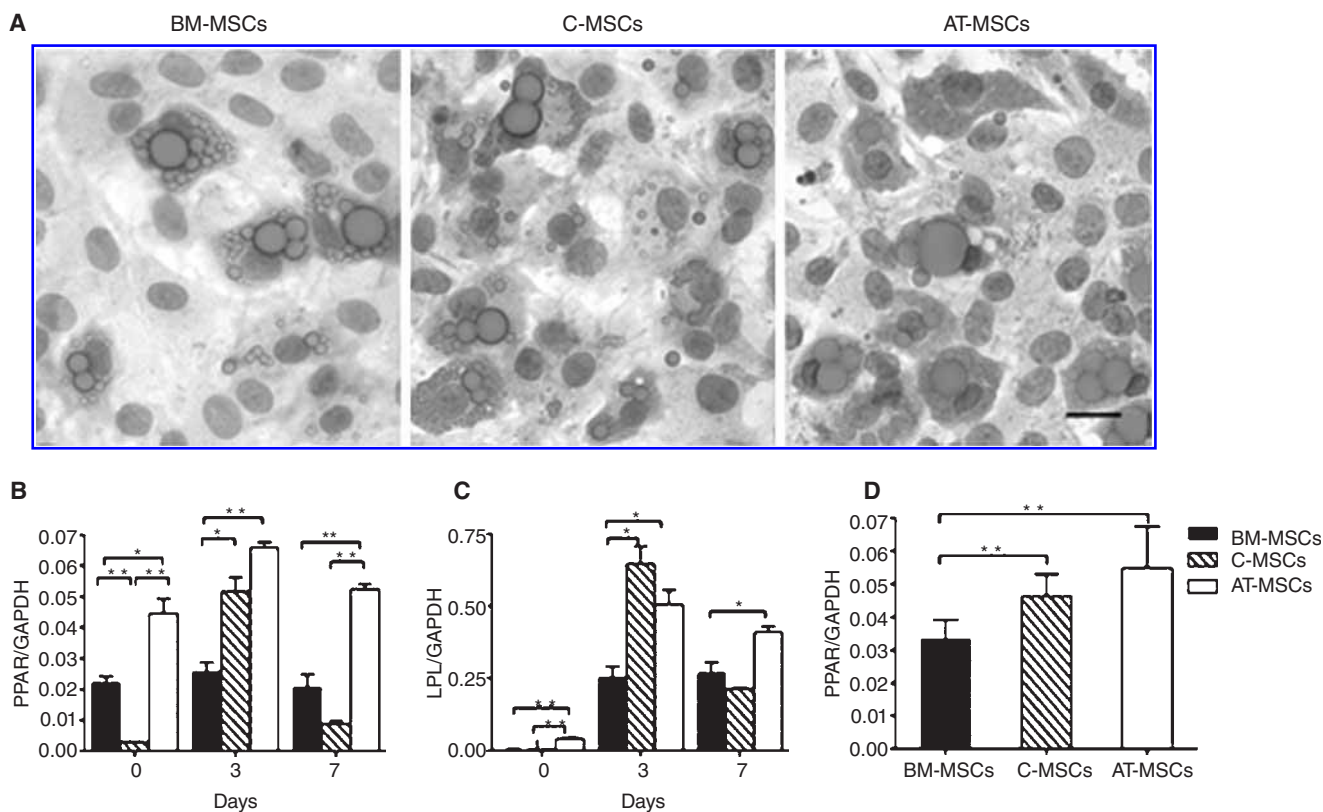 A
BM-MSCs
C-MSCs
AT-MSCs
B
PPAR/GAPDH
0.07
0.06
0.05
0.04
0.03
0.02
0.01
0.00
* *
* *
*
* *
*
* *
* *
**
0
3
7
Days
C
LPL/GAPDH
0.75
0.50
0.25
0.00
* *
* *
*
*
*
0
3
7
Days
D
PPAR/GAPDH
0.07
0.06
0.05
0.04
0.03
0.02
0.01
0.00
* *
* *
BM-MSCs
C-MSCs
AT-MSCs
BM-MSCs
C-MSCs
AT-MSCs